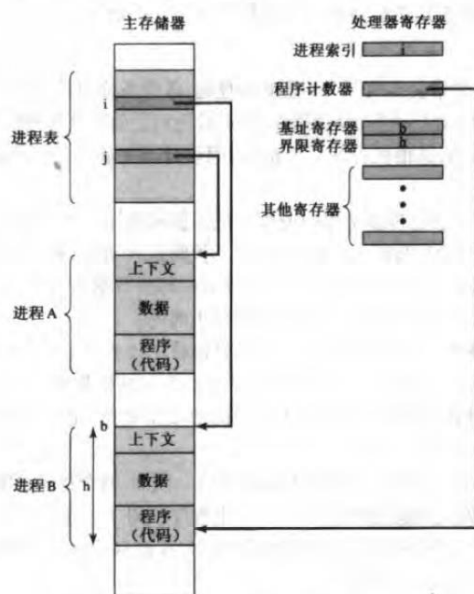 主存储器
处理器寄存器
进程索引
i
程序计数器
i
进程表
基址寄存器
b
界限寄存器
h
j
其他寄存器
上下文
进程A
数据
程序
（代码）
b
上下文
进程B
h
数据
程序
（代码）